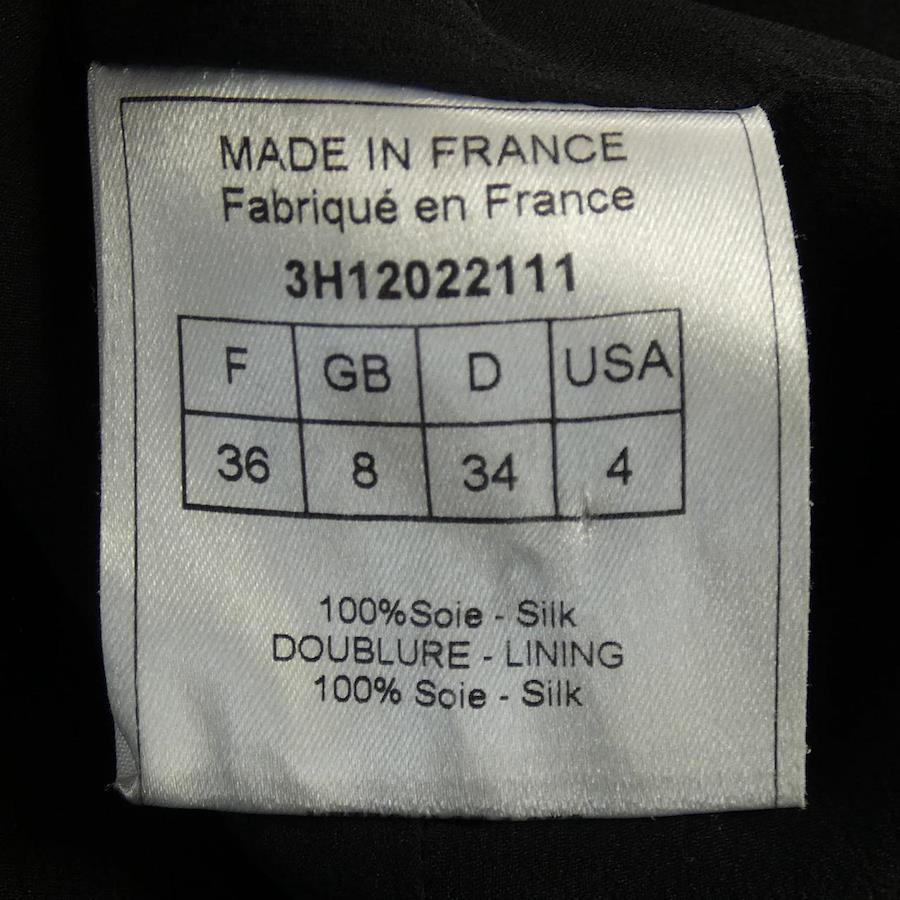 MADE IN FRANCE
Fabriqué en France
3H12022111
F GB D USA
36 8 34 4
100%Soie - Silk
DOUBLURE - LINING
100% Soie - Silk